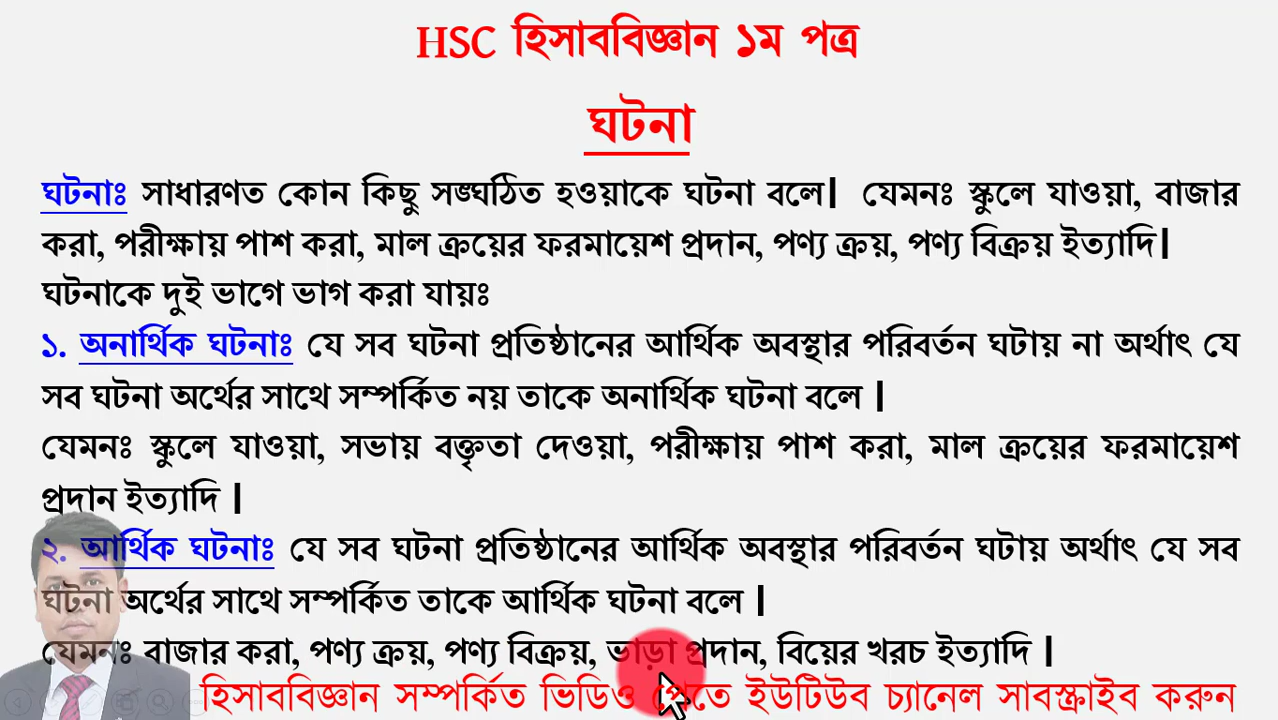 HSC হিসাববিজ্ঞান ১ম পত্র
ঘটনা
ঘটনাঃ সাধারণত কোন কিছু সঙ্ঘঠিত হওয়াকে ঘটনা বলে। যেমনঃ স্কুলে যাওয়া, বাজার
করা, পরীক্ষায় পাশ করা, মাল ক্রয়ের ফরমায়েশ প্রদান, পণ্য ক্রয়, পণ্য বিক্রয় ইত্যাদি।
ঘটনাকে দুই ভাগে ভাগ করা যায়ঃ
১. অনার্থিক ঘটনাঃ যে সব ঘটনা প্রতিষ্ঠানের আর্থিক অবস্থার পরিবর্তন ঘটায় না অর্থাৎ যে
সব ঘটনা অর্থের সাথে সম্পর্কিত নয় তাকে অনার্থিক ঘটনা বলে ।
যেমনঃ স্কুলে যাওয়া, সভায় বক্তৃতা দেওয়া, পরীক্ষায় পাশ করা, মাল ক্রয়ের ফরমায়েশ
প্রদান ইত্যাদি ।
২. আর্থিক ঘটনাঃ যে সব ঘটনা প্রতিষ্ঠানের আর্থিক অবস্থার পরিবর্তন ঘটায় অর্থাৎ যে সব
ঘটনা অর্থের সাথে সম্পর্কিত তাকে আর্থিক ঘটনা বলে ।
যেমনঃ বাজার করা, পণ্য ক্রয়, পণ্য বিক্রয়, ভাড়া প্রদান, বিয়ের খরচ ইত্যাদি ।
হিসাববিজ্ঞান সম্পর্কিত ভিডিও পেতে ইউটিউব চ্যানেল সাবস্ক্রাইব করুন